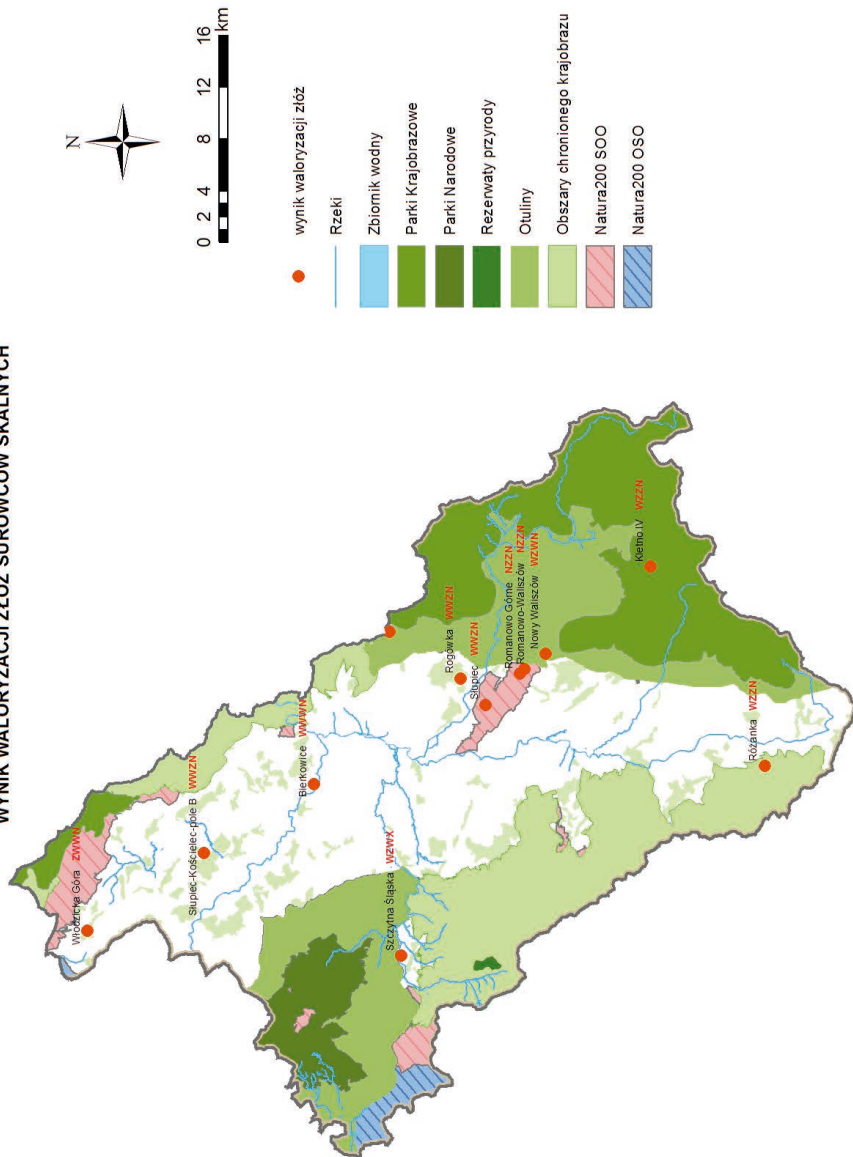 WYNIK WALORYZACJI ZŁÓŻ SUROWCÓW SKALNYCH
N
0 2 4 8 12 16
km
wynik waloryzacji złóż
Rzeki
Zbiornik wodny
Parki Krajobrazowe
Parki Narodowe
Rezerwaty przyrody
Otuliny
Obszary chronionego krajobrazu
Natura200 SOO
Natura200 OSO
Włodzicka Góra ZWWN
Słupiec-Kościelec-pole B WWZN
Bierkowice WWWN
Szczytna Śląska WZWX
Rogówka WWZN
Słupiec WWZN
Romanowo Górne NZZN
Romanowo-Waliszów NZZN
Nowy Waliszów WZWN
Kletno IV WZZN
Różanka WZZN